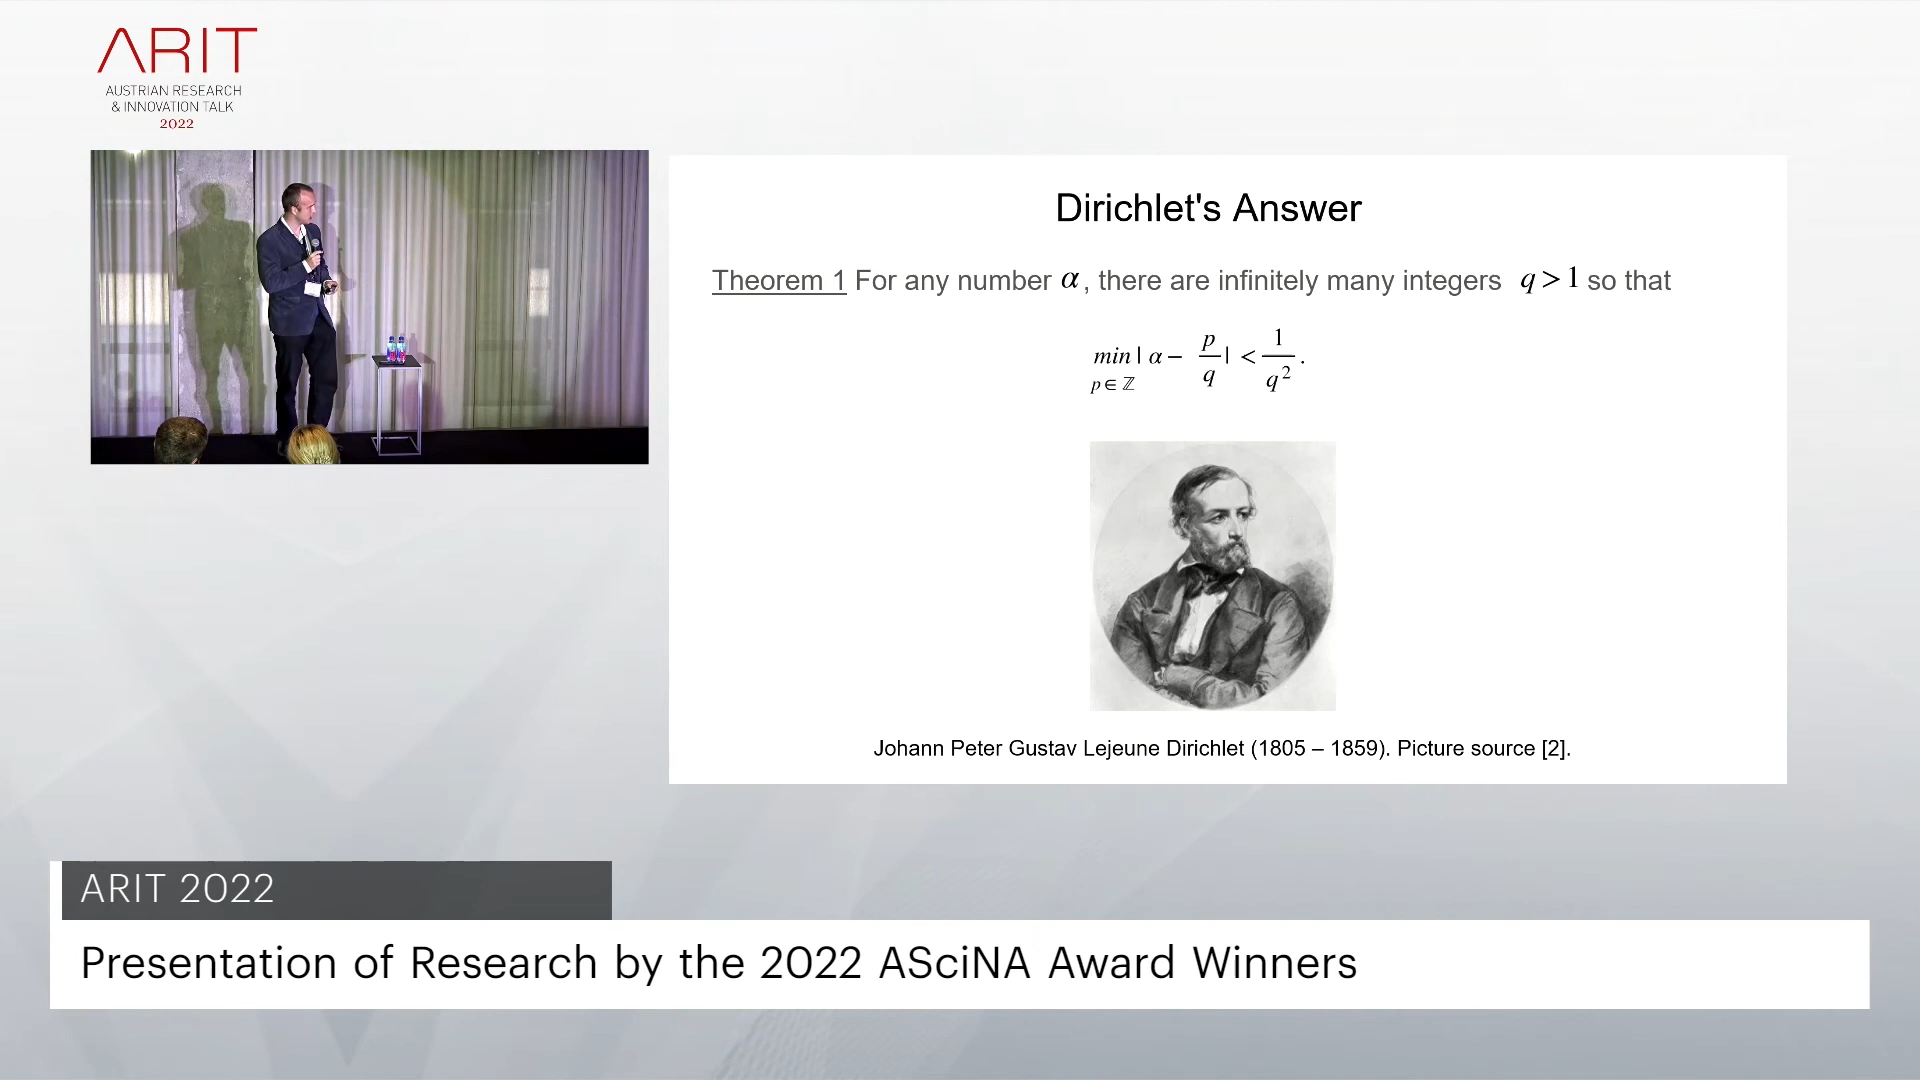 ARIT
AUSTRIAN RESEARCH
& INNOVATION TALK
2022
Dirichlet's Answer
Theorem 1 For any number α, there are infinitely many integers q > 1 so that
min | α − p/q | < 1/q².
p ∈ ℤ
Johann Peter Gustav Lejeune Dirichlet (1805 – 1859). Picture source [2].
ARIT 2022
Presentation of Research by the 2022 ASciNA Award Winners